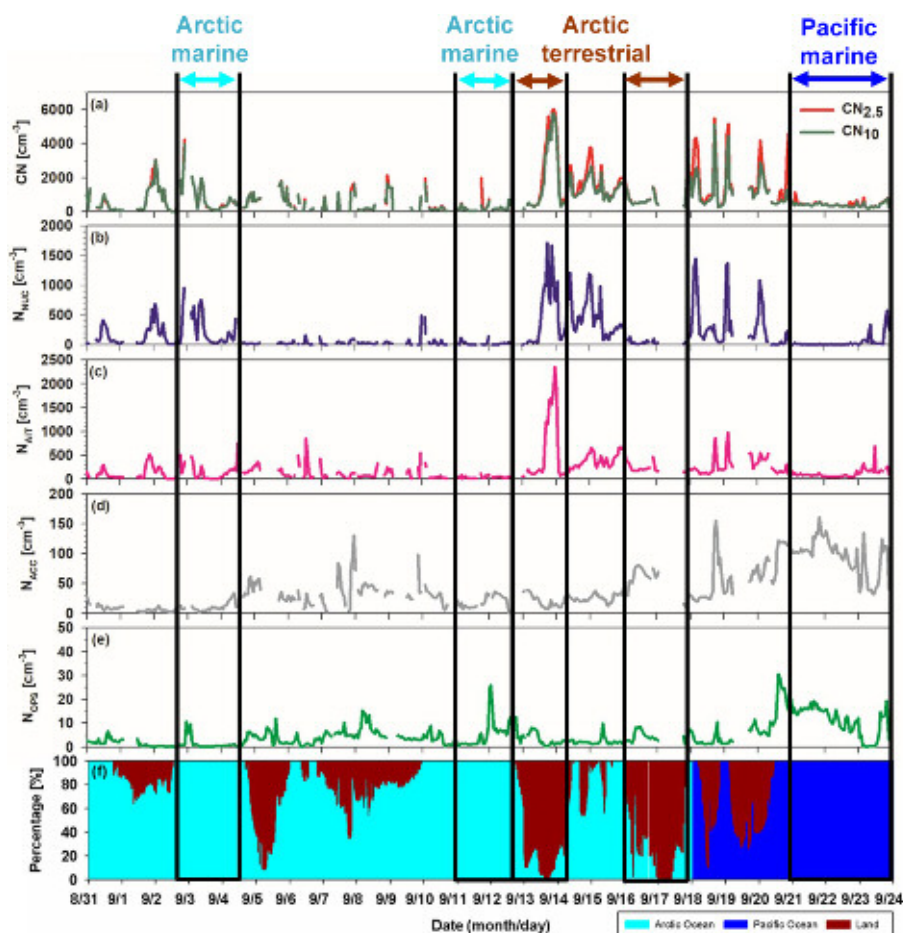 Arctic marine
Arctic marine
Arctic terrestrial
Pacific marine
(a)
CN [cm-3]
6000
4000
2000
0
CN2.5
CN10
(b)
NNUC [cm-3]
2000
1500
1000
500
0
(c)
NAIT [cm-3]
2500
2000
1500
1000
500
0
(d)
NACC [cm-3]
200
150
100
50
0
(e)
NOPS [cm-3]
50
40
30
20
10
0
(f)
Percentage [%]
100
80
60
40
20
0
8/31 9/1 9/2 9/3 9/4 9/5 9/6 9/7 9/8 9/9 9/10 9/11 9/12 9/13 9/14 9/15 9/16 9/17 9/18 9/19 9/20 9/21 9/22 9/23 9/24
Date (month/day)
Arctic Ocean Pacific Ocean Land